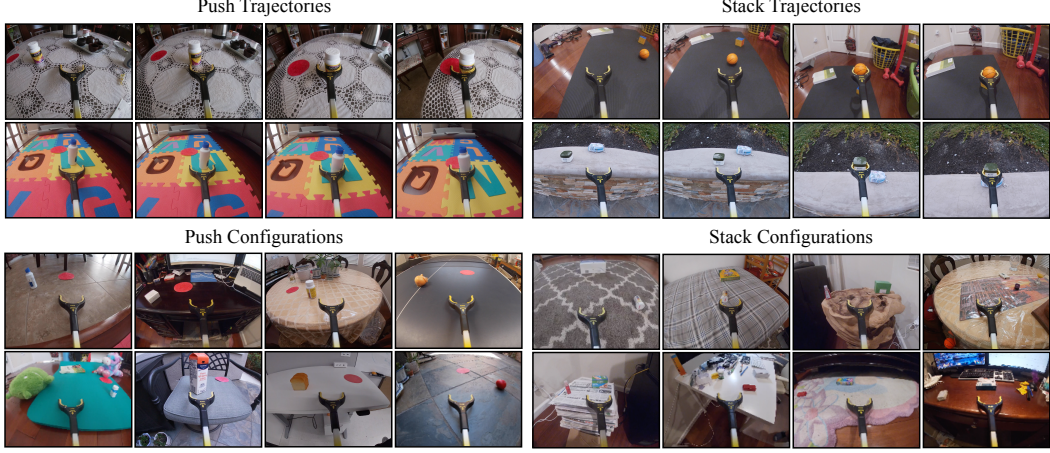 Push Trajectories
Stack Trajectories
Push Configurations
Stack Configurations